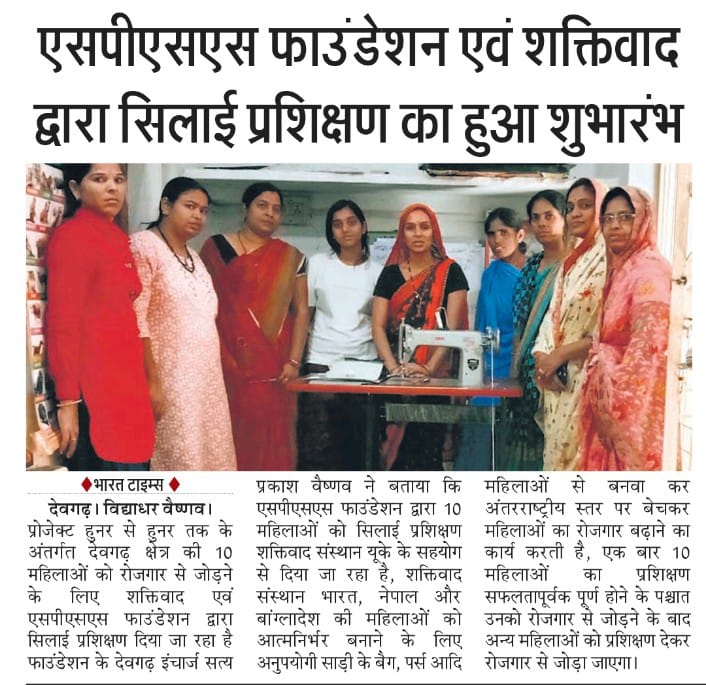 एसपीएसएस फाउंडेशन एवं शक्तिवाद
द्वारा सिलाई प्रशिक्षण का हुआ शुभारंभ
♦भारत टाइम्स ♦
देवगढ़। विद्याधर वैष्णव।
प्रोजेक्ट हुनर से हुनर तक के
अंतर्गत देवगढ़ क्षेत्र की 10
महिलाओं को रोजगार से जोड़ने
के लिए शक्तिवाद एवं
एसपीएसएस फाउंडेशन द्वारा
सिलाई प्रशिक्षण दिया जा रहा है
फाउंडेशन के देवगढ़ इंचार्ज सत्य
प्रकाश वैष्णव ने बताया कि
एसपीएसएस फाउंडेशन द्वारा 10
महिलाओं को सिलाई प्रशिक्षण
शक्तिवाद संस्थान यूके के सहयोग
से दिया जा रहा है, शक्तिवाद
संस्थान भारत, नेपाल और
बांग्लादेश की महिलाओं को
आत्मनिर्भर बनाने के लिए
अनुपयोगी साड़ी के बैग, पर्स आदि
महिलाओं से बनवा कर
अंतरराष्ट्रीय स्तर पर बेचकर
महिलाओं का रोजगार बढ़ाने का
कार्य करती है, एक बार 10
महिलाओं का प्रशिक्षण
सफलतापूर्वक पूर्ण होने के पश्चात
उनको रोजगार से जोड़ने के बाद
अन्य महिलाओं को प्रशिक्षण देकर
रोजगार से जोड़ा जाएगा।